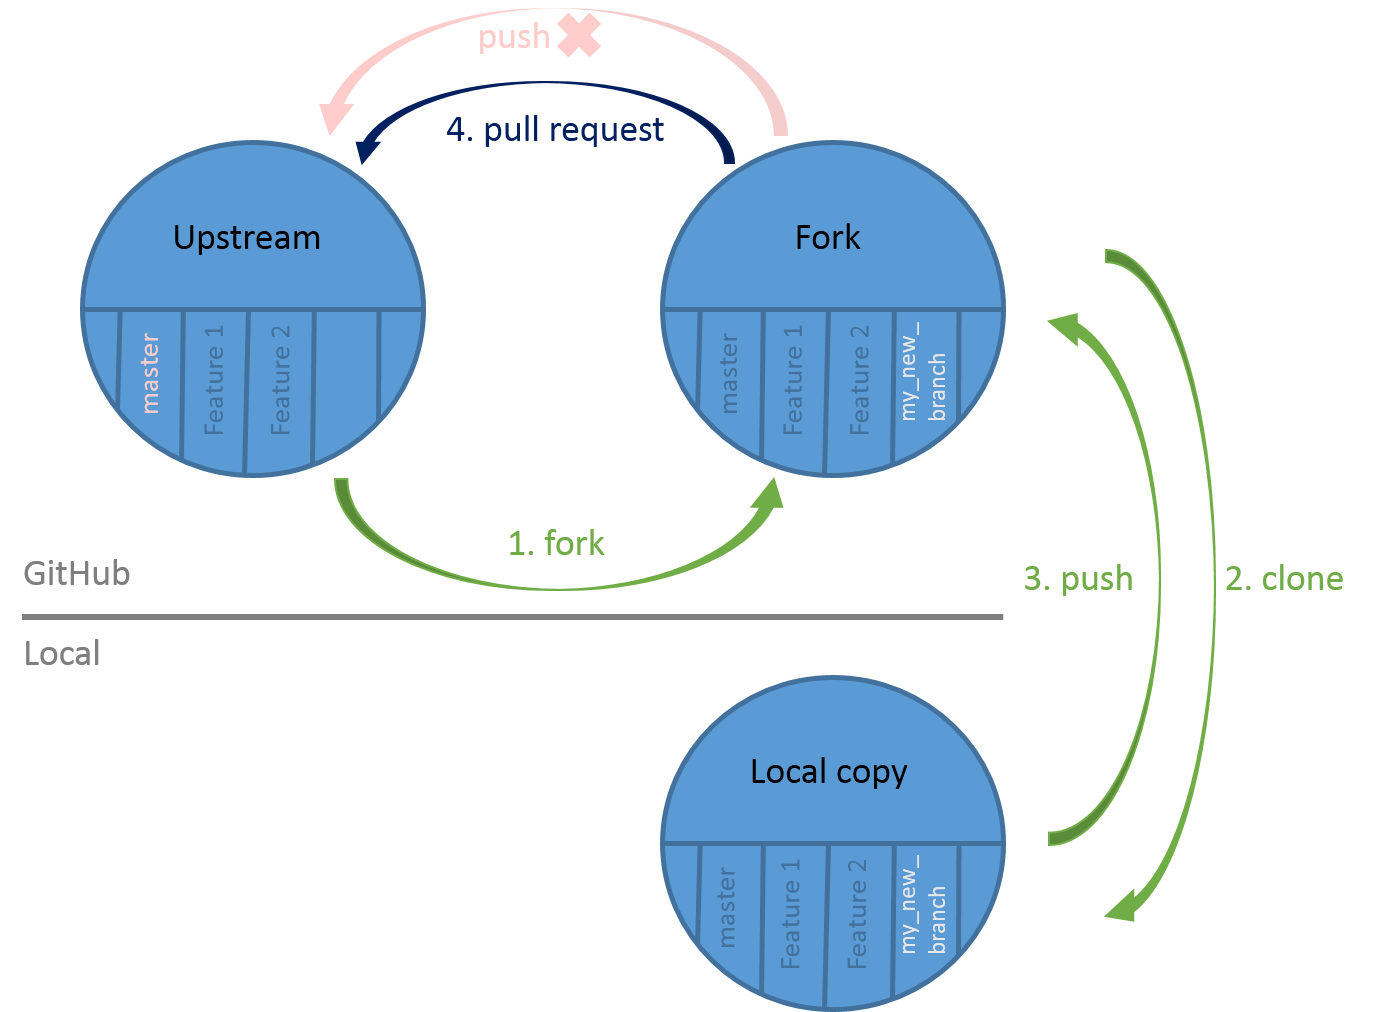 push
4. pull request
Upstream
Fork
master
Feature 1
Feature 2
master
Feature 1
Feature 2
my_new_
branch
1. fork
GitHub
3. push
2. clone
Local
Local copy
master
Feature 1
Feature 2
my_new_
branch